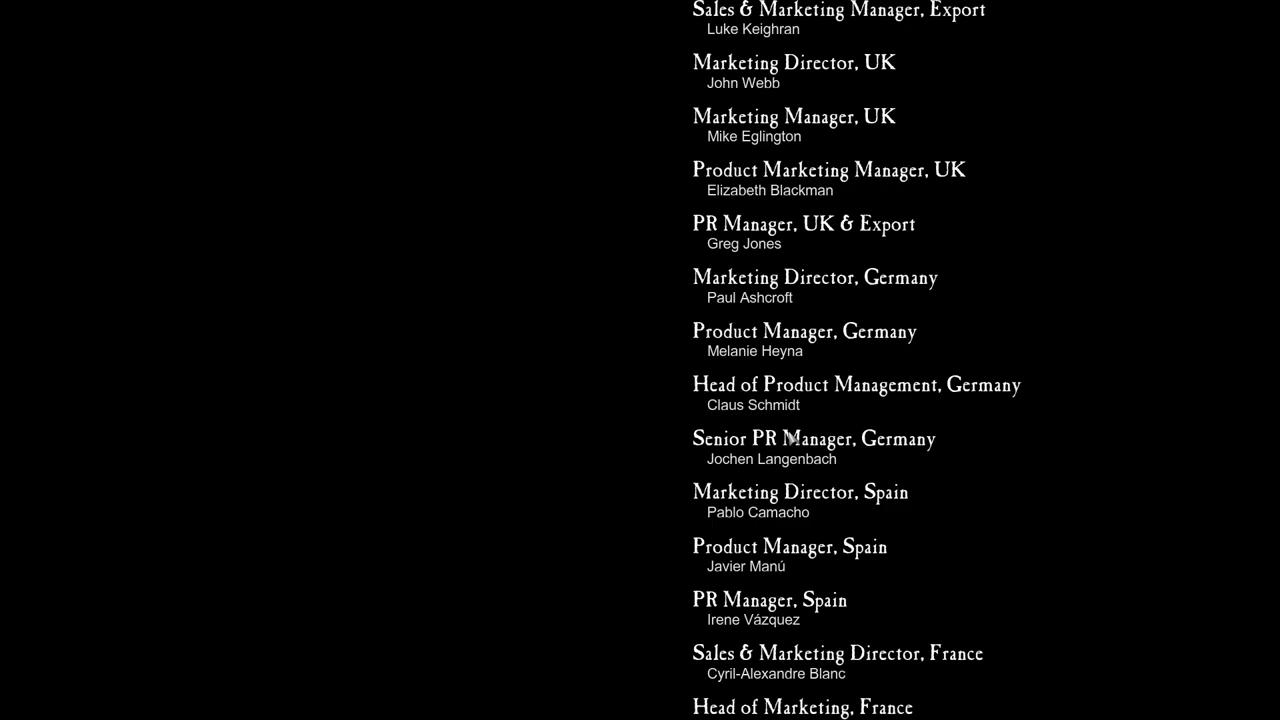 Sales & Marketing Manager, Export
Luke Keighran
Marketing Director, UK
John Webb
Marketing Manager, UK
Mike Eglington
Product Marketing Manager, UK
Elizabeth Blackman
PR Manager, UK & Export
Greg Jones
Marketing Director, Germany
Paul Ashcroft
Product Manager, Germany
Melanie Heyna
Head of Product Management, Germany
Claus Schmidt
Senior PR Manager, Germany
Jochen Langenbach
Marketing Director, Spain
Pablo Camacho
Product Manager, Spain
Javier Manú
PR Manager, Spain
Irene Vázquez
Sales & Marketing Director, France
Cyril-Alexandre Blanc
Head of Marketing, France